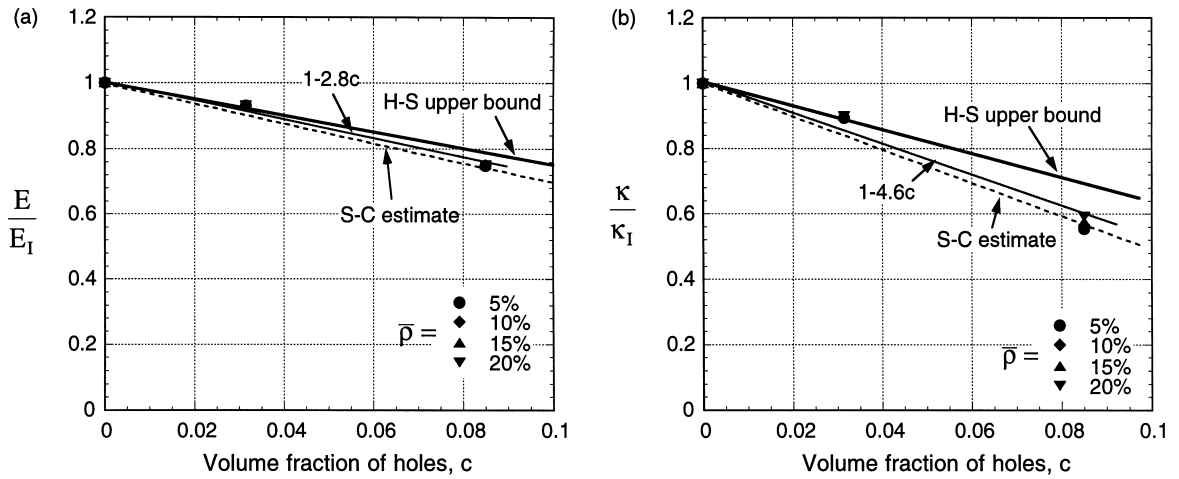 (a)
1.2
1
0.8
0.6
0.4
0.2
0
E
E_I
1-2.8c
H-S upper bound
S-C estimate
ρ̅ =
5%
10%
15%
20%
0 0.02 0.04 0.06 0.08 0.1
Volume fraction of holes, c
(b)
1.2
1
0.8
0.6
0.4
0.2
0
κ
κ_I
H-S upper bound
1-4.6c
S-C estimate
ρ̅ =
5%
10%
15%
20%
0 0.02 0.04 0.06 0.08 0.1
Volume fraction of holes, c